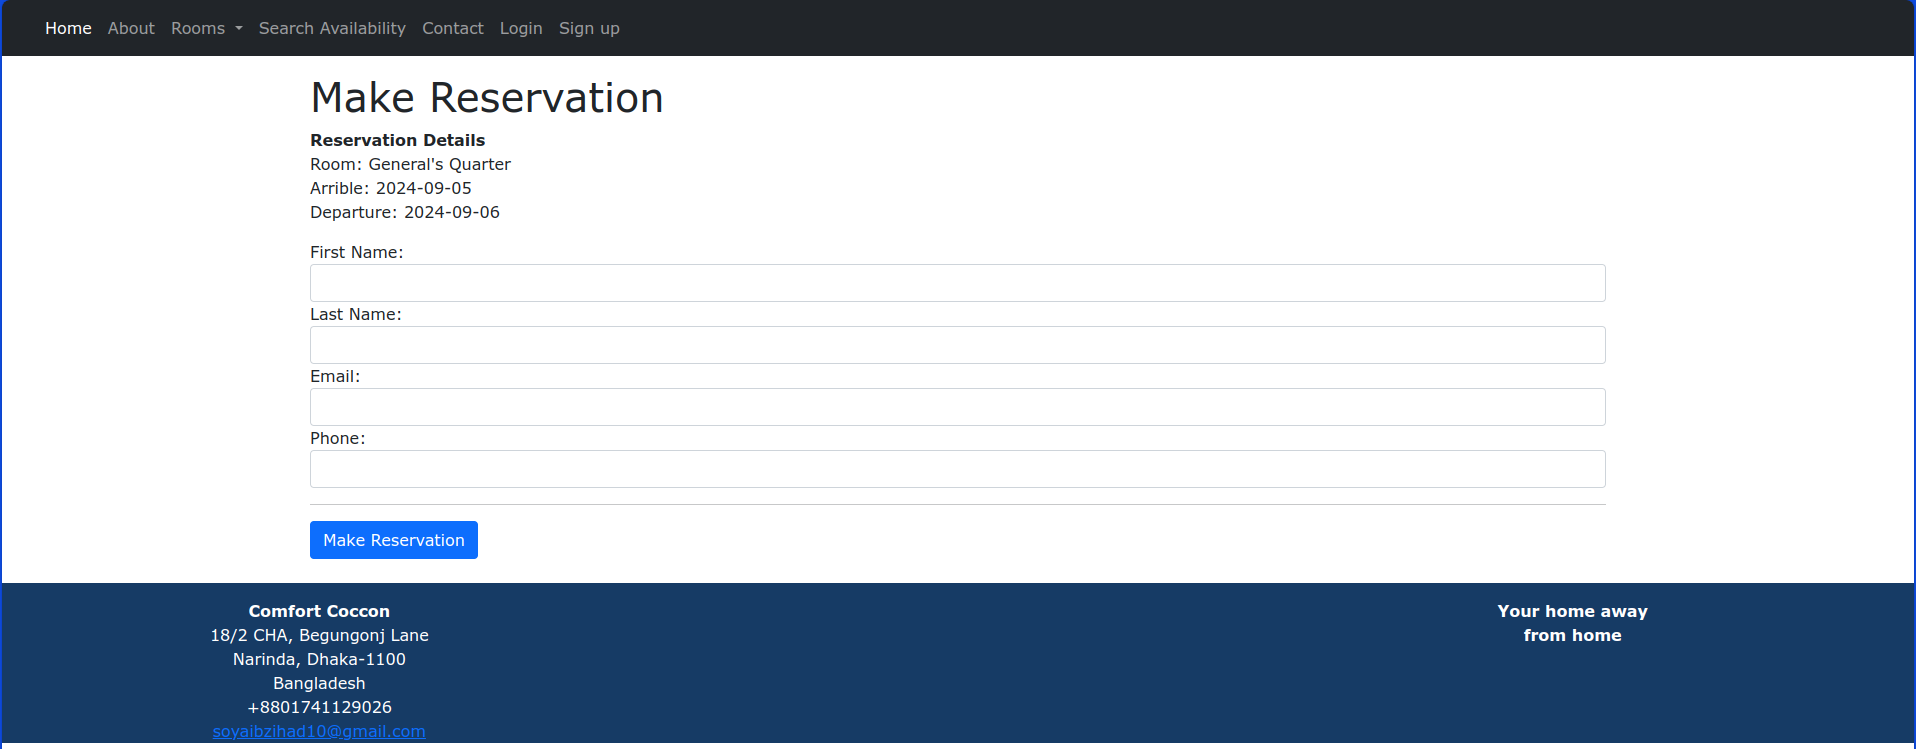 Home About Rooms Search Availability Contact Login Sign up
Make Reservation
Reservation Details
Room: General's Quarter
Arrible: 2024-09-05
Departure: 2024-09-06
First Name:
Last Name:
Email:
Phone:
Make Reservation
Comfort Coccon
18/2 CHA, Begungonj Lane
Narinda, Dhaka-1100
Bangladesh
+8801741129026
soyaibzihad10@gmail.com
Your home away
from home